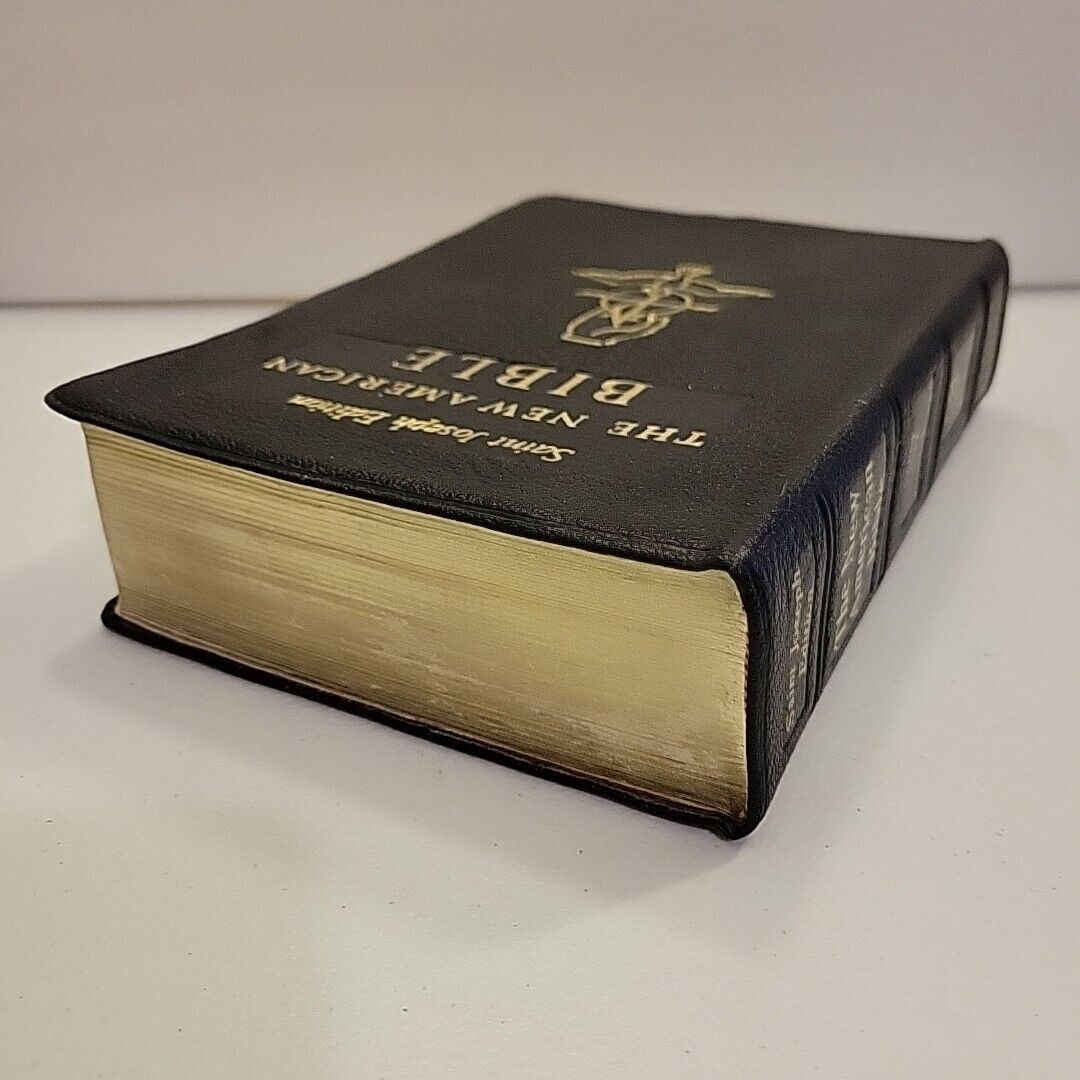 Saint Joseph Edition
THE NEW AMERICAN
BIBLE
Saint Joseph
Edition
The New
American
Bible